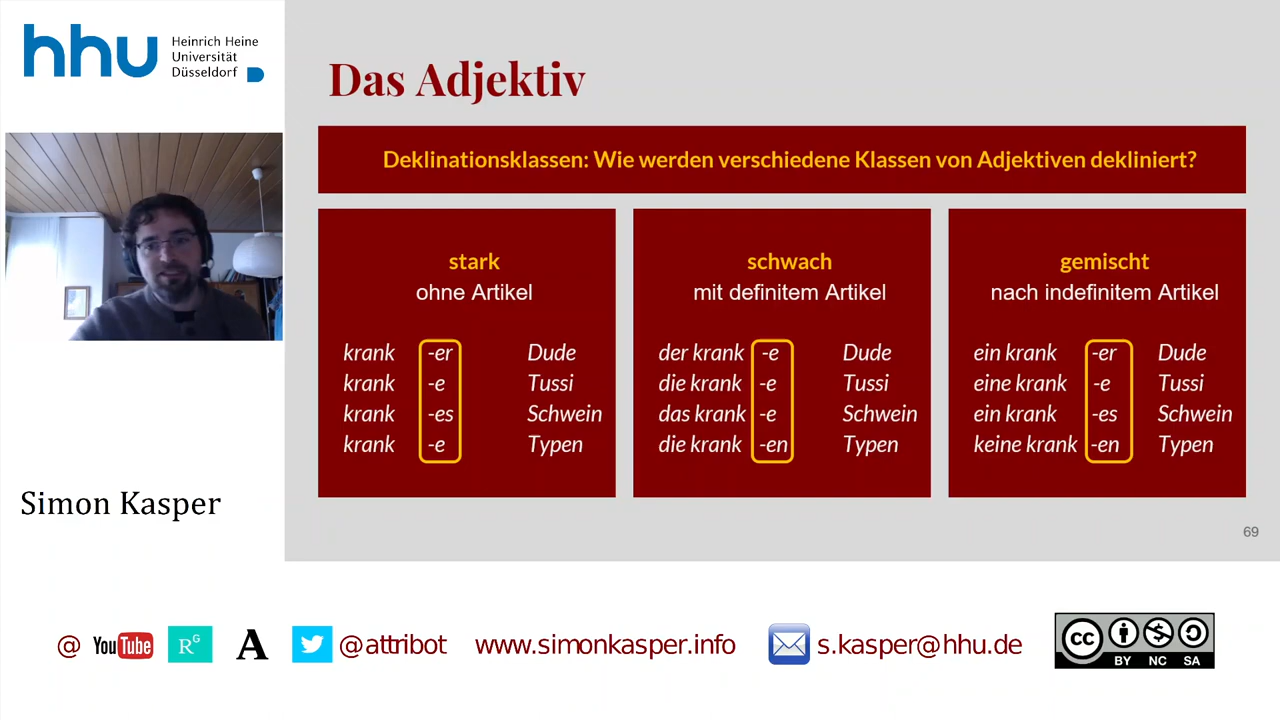 hhu
Heinrich Heine
Universität
Düsseldorf
Das Adjektiv
Deklinationsklassen: Wie werden verschiedene Klassen von Adjektiven dekliniert?
stark
ohne Artikel
krank -er Dude
krank -e Tussi
krank -es Schwein
krank -e Typen
schwach
mit definitem Artikel
der krank -e Dude
die krank -e Tussi
das krank -e Schwein
die krank -en Typen
gemischt
nach indefinitem Artikel
ein krank -er Dude
eine krank -e Tussi
ein krank -es Schwein
keine krank -en Typen
69
Simon Kasper
@ YouTube RG A @attribot www.simonkasper.info s.kasper@hhu.de
cc BY NC SA